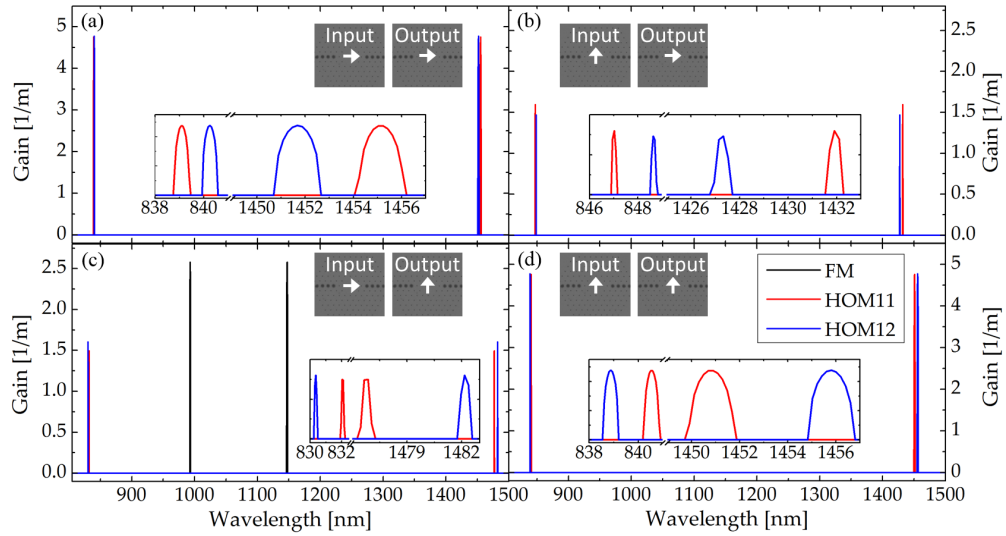 (a)
Input Output
Gain [1/m]
5
4
3
2
1
0
838 840 1450 1452 1454 1456
(b)
Input Output
Gain [1/m]
2.5
2.0
1.5
1.0
0.5
0.0
846 848 1426 1428 1430 1432
(c)
Input Output
Gain [1/m]
2.5
2.0
1.5
1.0
0.5
0.0
830 832 1479 1482
900 1000 1100 1200 1300 1400 1500
Wavelength [nm]
(d)
Input Output
FM
HOM11
HOM12
Gain [1/m]
5
4
3
2
1
0
838 840 1450 1452 1454 1456
900 1000 1100 1200 1300 1400 1500
Wavelength [nm]